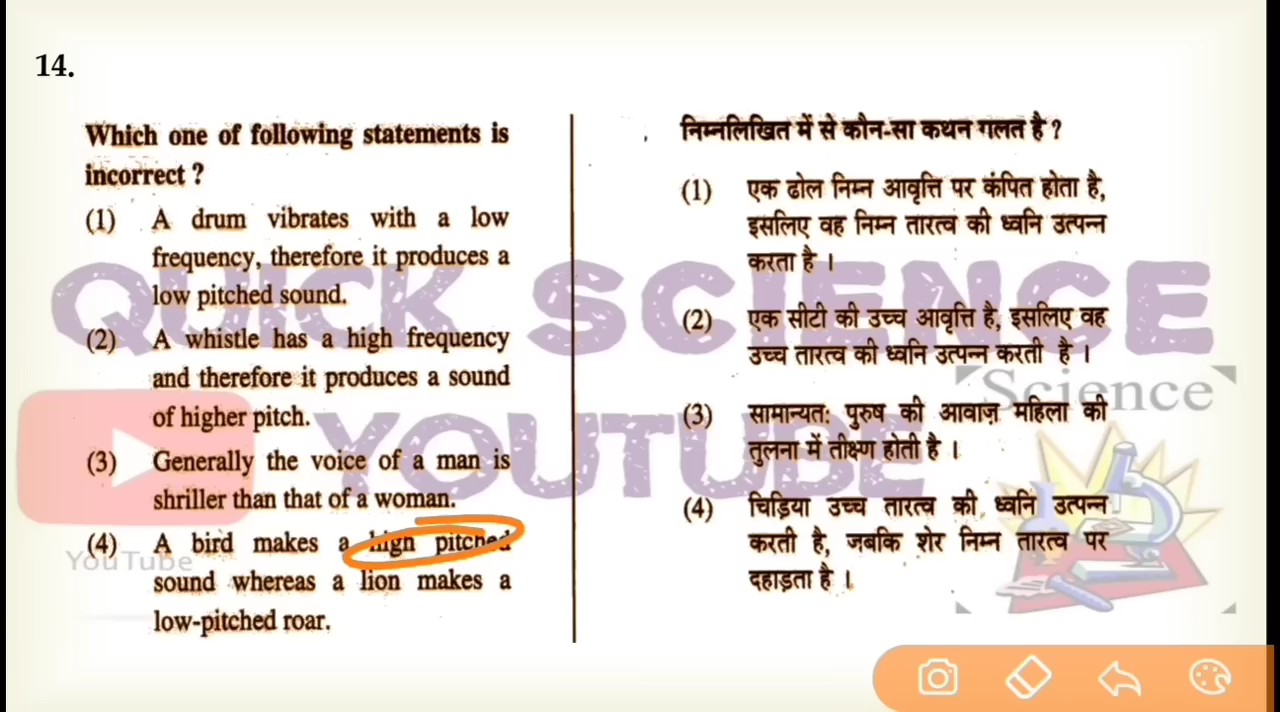 14.
Which one of following statements is
incorrect ?
(1) A drum vibrates with a low
frequency, therefore it produces a
low pitched sound.
(2) A whistle has a high frequency
and therefore it produces a sound
of higher pitch.
(3) Generally the voice of a man is
shriller than that of a woman.
(4) A bird makes a high pitched
sound whereas a lion makes a
low-pitched roar.
निम्नलिखित में से कौन-सा कथन ग़लत है ?
(1) एक ढोल निम्न आवृत्ति पर कंपित होता है,
इसलिए वह निम्न तारत्व की ध्वनि उत्पन्न
करता है ।
(2) एक सीटी की उच्च आवृत्ति है, इसलिए वह
उच्च तारत्व की ध्वनि उत्पन्न करती है ।
(3) सामान्यतः पुरुष की आवाज़ महिला की
तुलना में तीक्ष्ण होती है ।
(4) चिड़िया उच्च तारत्व की ध्वनि उत्पन्न
करती है, जबकि शेर निम्न तारत्व पर
दहाड़ता है ।
QUICK SCIENCE
YOUTUBE
YouTube
Science